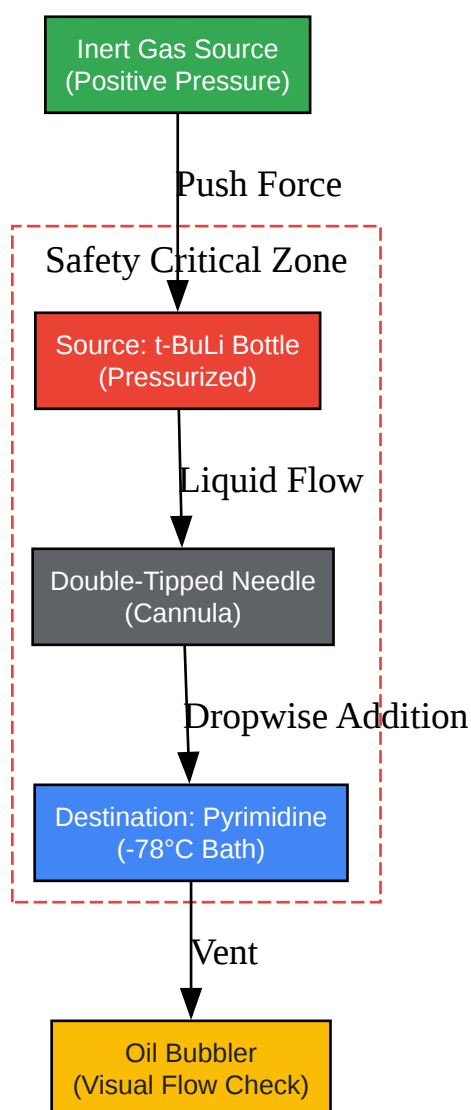 Inert Gas Source
(Positive Pressure)
Push Force
Safety Critical Zone
Source: t-BuLi Bottle
(Pressurized)
Liquid Flow
Double-Tipped Needle
(Cannula)
Dropwise Addition
Destination: Pyrimidine
(-78°C Bath)
Vent
Oil Bubbler
(Visual Flow Check)